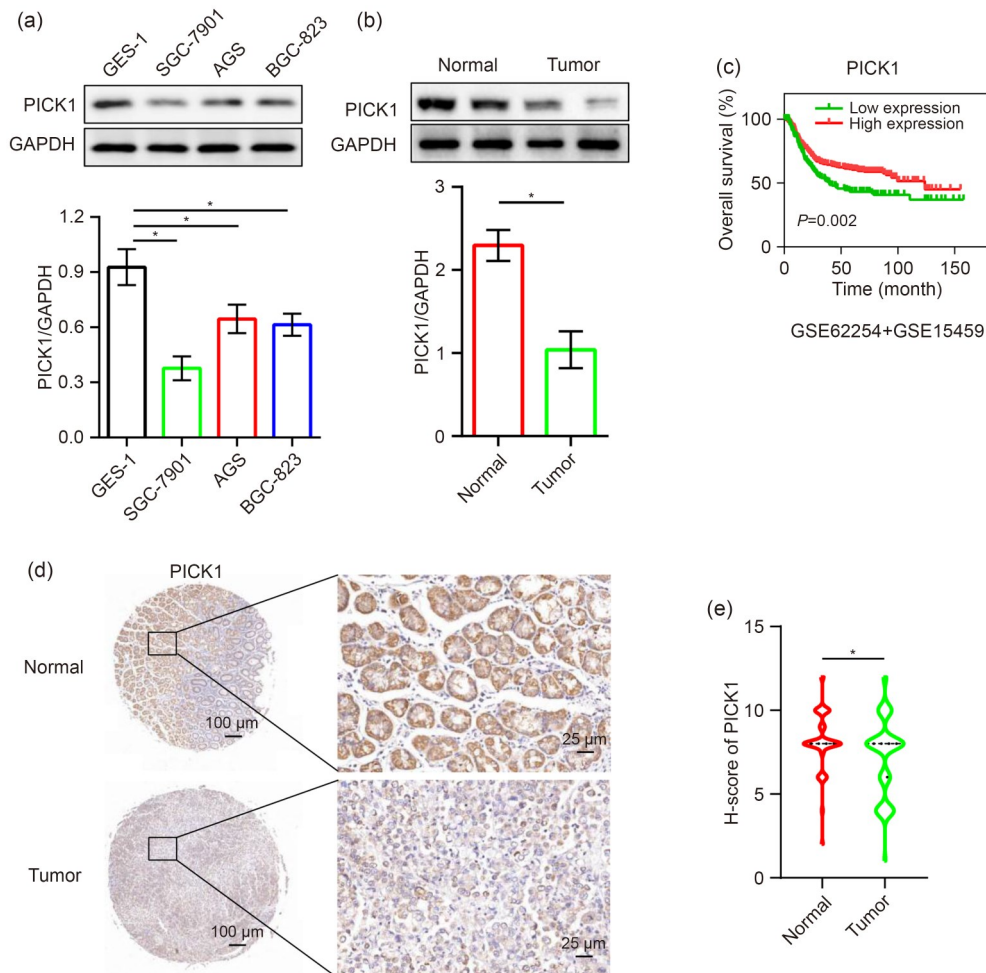 (a)
GES-1
SGC-7901
AGS
BGC-823
PICK1
GAPDH
1.2
0.9
0.6
0.3
0.0
PICK1/GAPDH
*
*
*
GES-1
SGC-7901
AGS
BGC-823
(b)
Normal Tumor
PICK1
GAPDH
3
2
1
0
PICK1/GAPDH
*
Normal
Tumor
(c)
PICK1
Low expression
High expression
Overall survival (%)
100
50
0
P=0.002
0 50 100 150
Time (month)
GSE62254+GSE15459
(d)
PICK1
Normal
100 µm
25 µm
Tumor
100 µm
25 µm
(e)
H-score of PICK1
15
10
5
0
*
Normal
Tumor